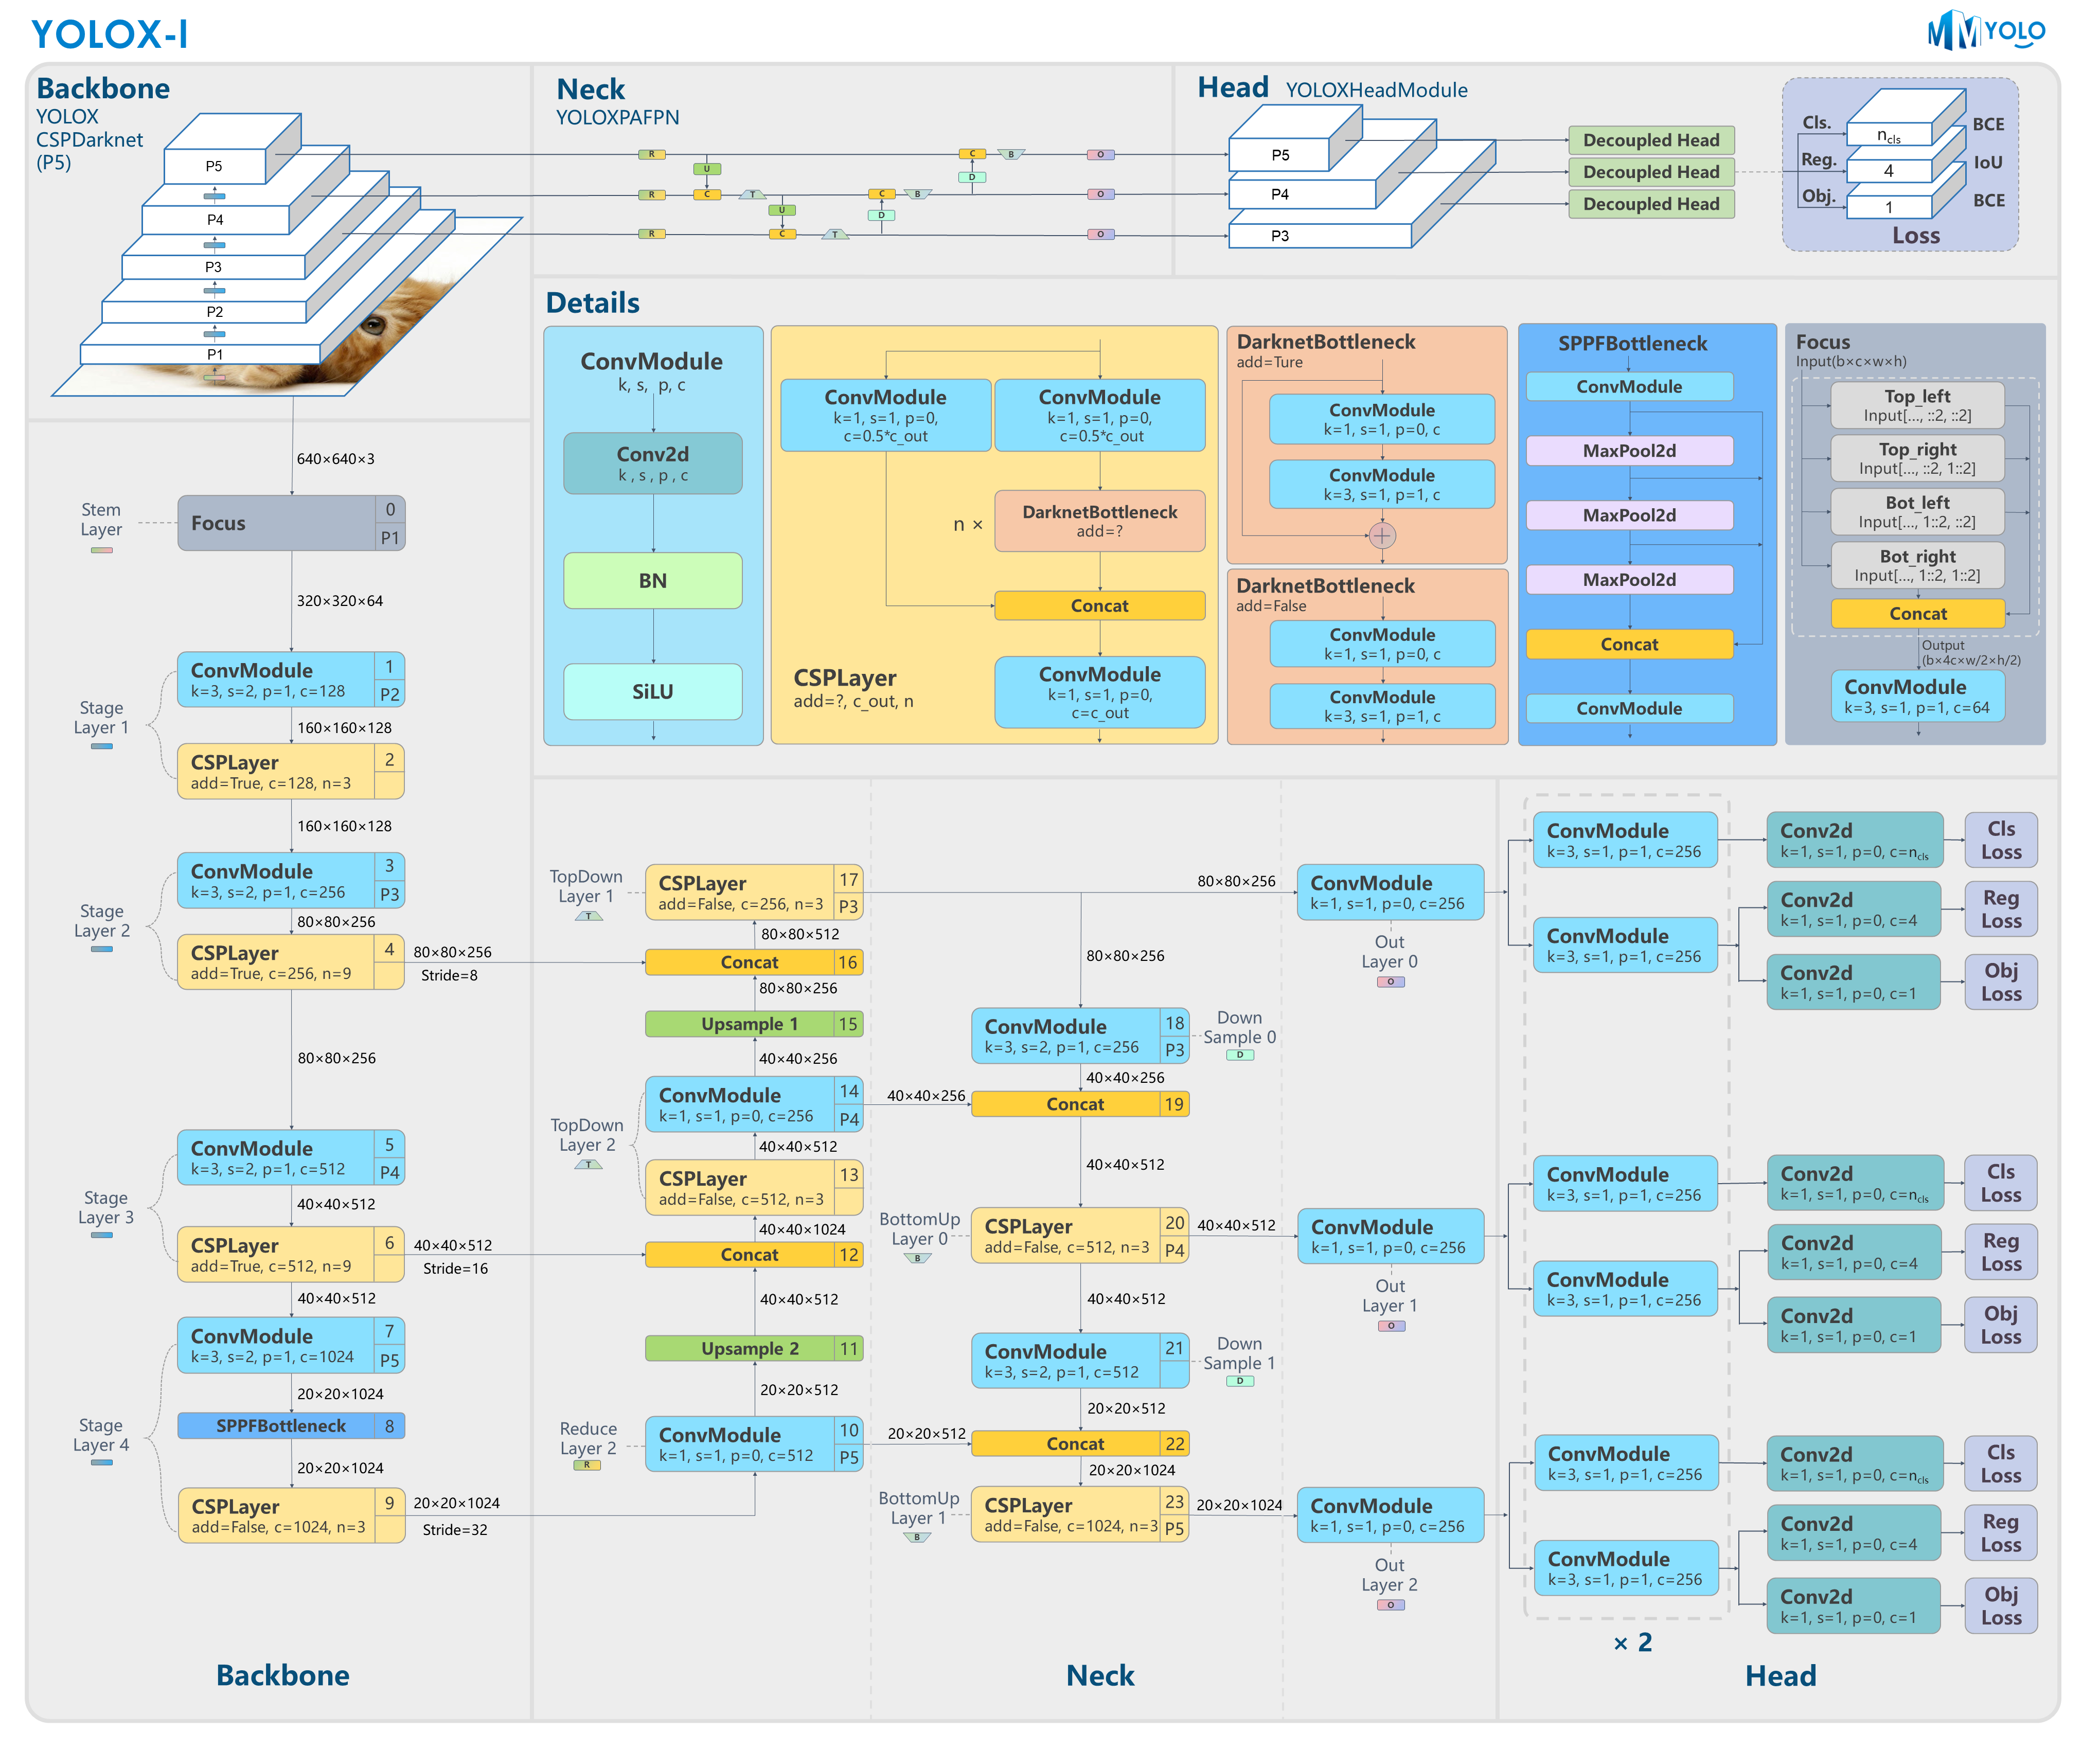 YOLOX-l
MMYOLO
Backbone
YOLOX
CSPDarknet
(P5)
P5
P4
P3
P2
P1
Neck
YOLOXPAFPN
R
C
B
O
U
D
R
C
T
C
B
O
U
D
R
C
T
O
Head YOLOXHeadModule
P5
P4
P3
Decoupled Head
Decoupled Head
Decoupled Head
Cls.
ncls
BCE
Reg.
4
IoU
Obj.
1
BCE
Loss
Details
ConvModule
k, s, p, c
Conv2d
k , s , p , c
BN
SiLU
ConvModule
k=1, s=1, p=0,
c=0.5*c_out
ConvModule
k=1, s=1, p=0,
c=0.5*c_out
n ×
DarknetBottleneck
add=?
Concat
CSPLayer
add=?, c_out, n
ConvModule
k=1, s=1, p=0,
c=c_out
DarknetBottleneck
add=Ture
ConvModule
k=1, s=1, p=0, c
ConvModule
k=3, s=1, p=1, c
DarknetBottleneck
add=False
ConvModule
k=1, s=1, p=0, c
ConvModule
k=3, s=1, p=1, c
SPPFBottleneck
ConvModule
MaxPool2d
MaxPool2d
MaxPool2d
Concat
ConvModule
Focus
Input(b×c×w×h)
Top_left
Input[..., ::2, ::2]
Top_right
Input[..., ::2, 1::2]
Bot_left
Input[..., 1::2, ::2]
Bot_right
Input[..., 1::2, 1::2]
Concat
Output
(b×4c×w/2×h/2)
ConvModule
k=3, s=1, p=1, c=64
640×640×3
Stem
Layer
Focus
0
P1
320×320×64
Stage
Layer 1
ConvModule
k=3, s=2, p=1, c=128
1
P2
160×160×128
CSPLayer
add=True, c=128, n=3
2
160×160×128
Stage
Layer 2
ConvModule
k=3, s=2, p=1, c=256
3
P3
80×80×256
CSPLayer
add=True, c=256, n=9
4
80×80×256
Stride=8
80×80×256
Stage
Layer 3
ConvModule
k=3, s=2, p=1, c=512
5
P4
40×40×512
CSPLayer
add=True, c=512, n=9
6
40×40×512
Stride=16
40×40×512
Stage
Layer 4
ConvModule
k=3, s=2, p=1, c=1024
7
P5
20×20×1024
SPPFBottleneck
8
20×20×1024
CSPLayer
add=False, c=1024, n=3
9
20×20×1024
Stride=32
Backbone
TopDown
Layer 1
T
CSPLayer
add=False, c=256, n=3
17
P3
80×80×512
Concat
16
80×80×256
Upsample 1
15
40×40×256
TopDown
Layer 2
T
ConvModule
k=1, s=1, p=0, c=256
14
P4
40×40×512
CSPLayer
add=False, c=512, n=3
13
40×40×1024
Concat
12
40×40×512
Upsample 2
11
20×20×512
Reduce
Layer 2
R
ConvModule
k=1, s=1, p=0, c=512
10
P5
80×80×256
80×80×256
ConvModule
k=3, s=2, p=1, c=256
18
P3
Down
Sample 0
D
40×40×256
40×40×256
Concat
19
40×40×512
BottomUp
Layer 0
B
CSPLayer
add=False, c=512, n=3
20
P4
40×40×512
40×40×512
ConvModule
k=3, s=2, p=1, c=512
21
Down
Sample 1
D
20×20×512
20×20×512
Concat
22
20×20×1024
BottomUp
Layer 1
B
CSPLayer
add=False, c=1024, n=3
23
P5
20×20×1024
Neck
ConvModule
k=1, s=1, p=0, c=256
Out
Layer 0
O
ConvModule
k=1, s=1, p=0, c=256
Out
Layer 1
O
ConvModule
k=1, s=1, p=0, c=256
Out
Layer 2
O
ConvModule
k=3, s=1, p=1, c=256
Conv2d
k=1, s=1, p=0, c=ncls
Cls
Loss
ConvModule
k=3, s=1, p=1, c=256
Conv2d
k=1, s=1, p=0, c=4
Reg
Loss
Conv2d
k=1, s=1, p=0, c=1
Obj
Loss
ConvModule
k=3, s=1, p=1, c=256
Conv2d
k=1, s=1, p=0, c=ncls
Cls
Loss
ConvModule
k=3, s=1, p=1, c=256
Conv2d
k=1, s=1, p=0, c=4
Reg
Loss
Conv2d
k=1, s=1, p=0, c=1
Obj
Loss
ConvModule
k=3, s=1, p=1, c=256
Conv2d
k=1, s=1, p=0, c=ncls
Cls
Loss
ConvModule
k=3, s=1, p=1, c=256
Conv2d
k=1, s=1, p=0, c=4
Reg
Loss
Conv2d
k=1, s=1, p=0, c=1
Obj
Loss
× 2
Head